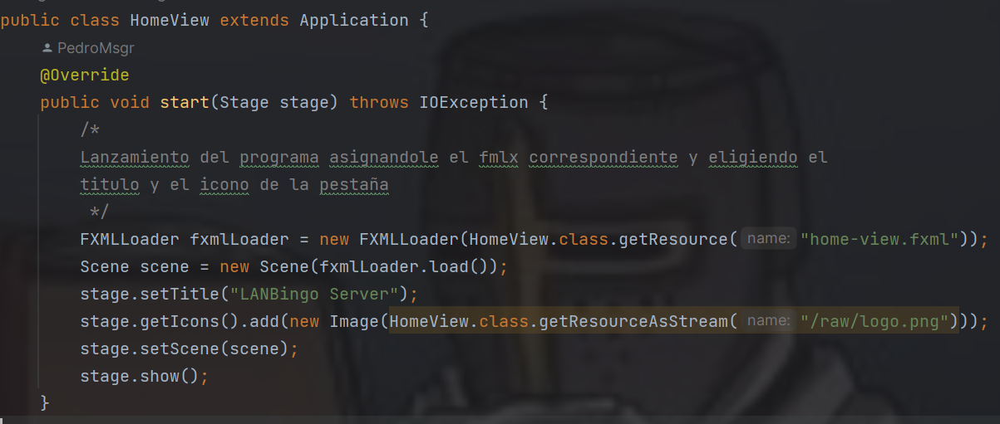 public class HomeView extends Application {
PedroMsgr
@Override
public void start(Stage stage) throws IOException {
/*
Lanzamiento del programa asignandole el fmlx correspondiente y eligiendo el
titulo y el icono de la pestaña
*/
FXMLLoader fxmlLoader = new FXMLLoader(HomeView.class.getResource( name: "home-view.fxml"));
Scene scene = new Scene(fxmlLoader.load());
stage.setTitle("LANBingo Server");
stage.getIcons().add(new Image(HomeView.class.getResourceAsStream( name: "/raw/logo.png")));
stage.setScene(scene);
stage.show();
}